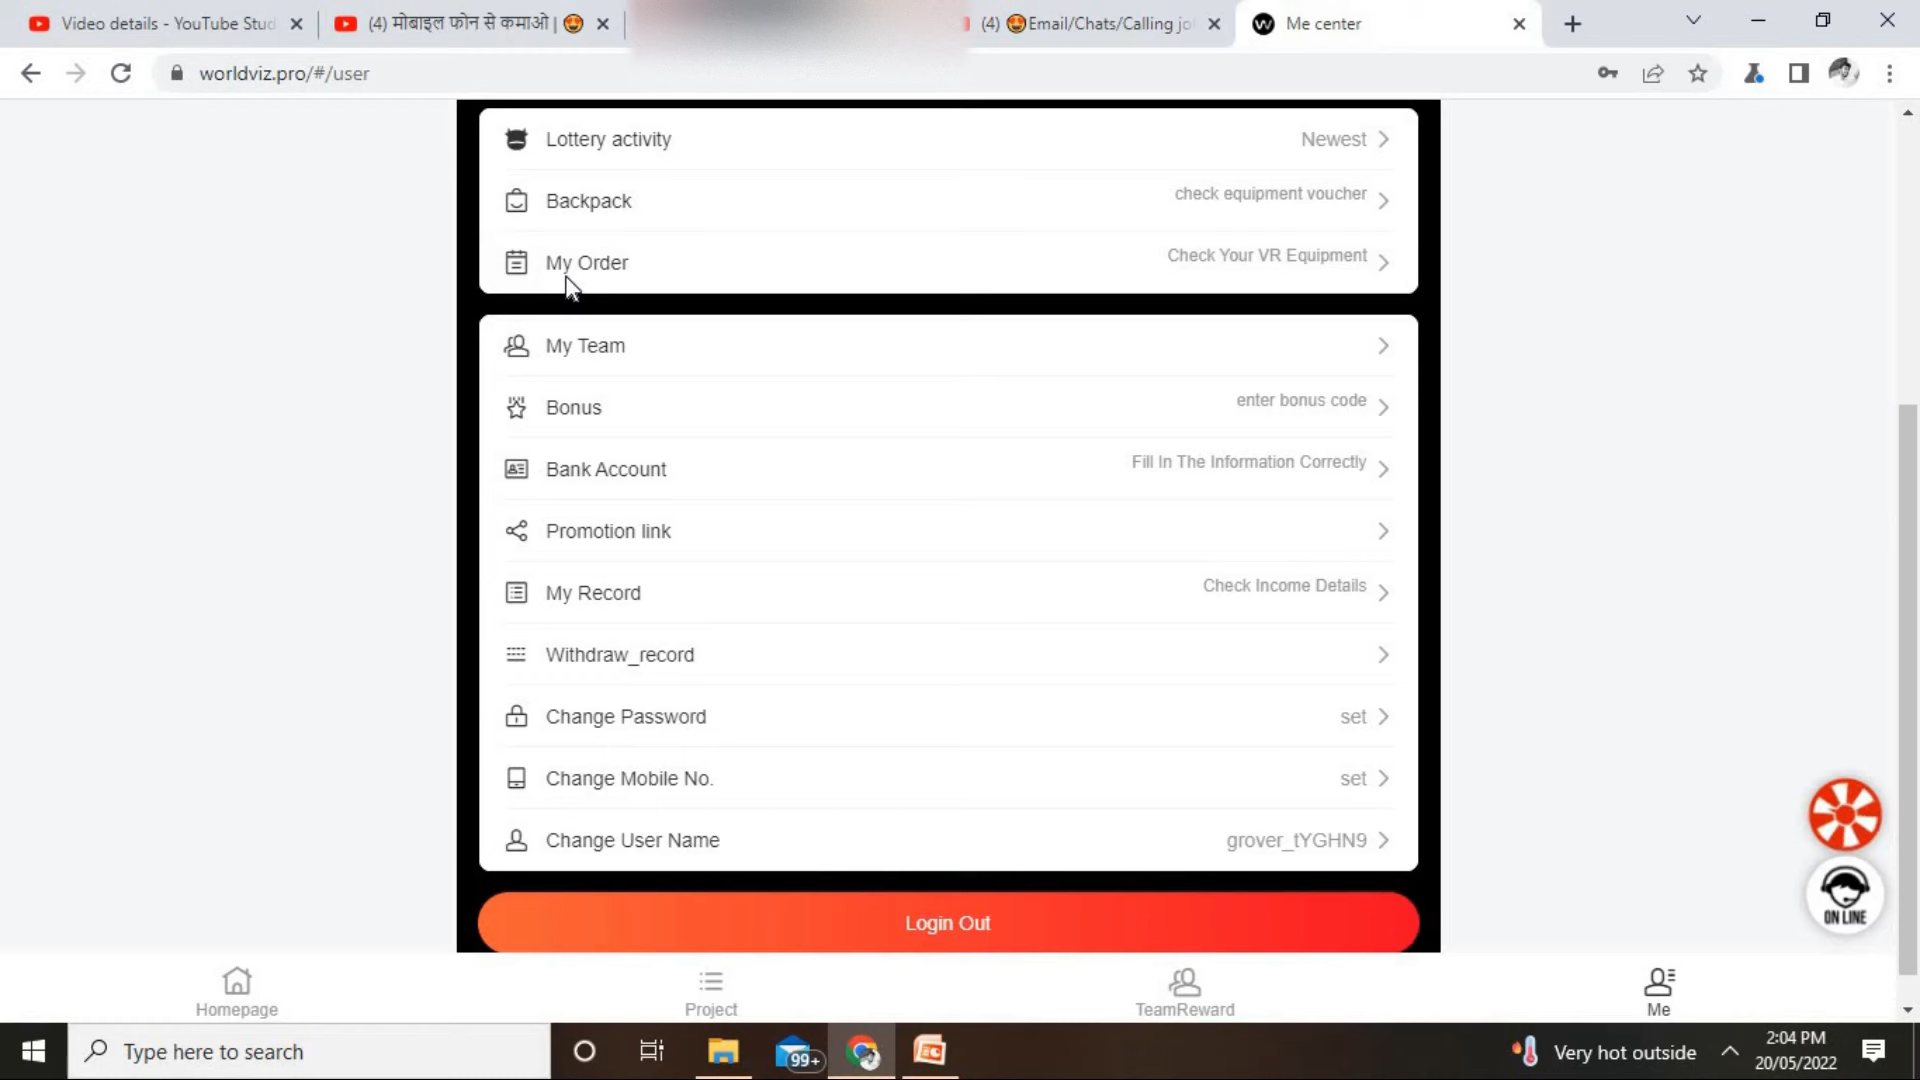 Video details - YouTube Stud
(4) मोबाइल फोन से कमाओ |
(4) Email/Chats/Calling jo
Me center
worldviz.pro/#/user
Lottery activity Newest
Backpack check equipment voucher
My Order Check Your VR Equipment
My Team
Bonus enter bonus code
Bank Account Fill In The Information Correctly
Promotion link
My Record Check Income Details
Withdraw_record
Change Password set
Change Mobile No. set
Change User Name grover_tYGHN9
ON LINE
Login Out
Homepage Project TeamReward Me
Type here to search
99+
Very hot outside
2:04 PM
20/05/2022